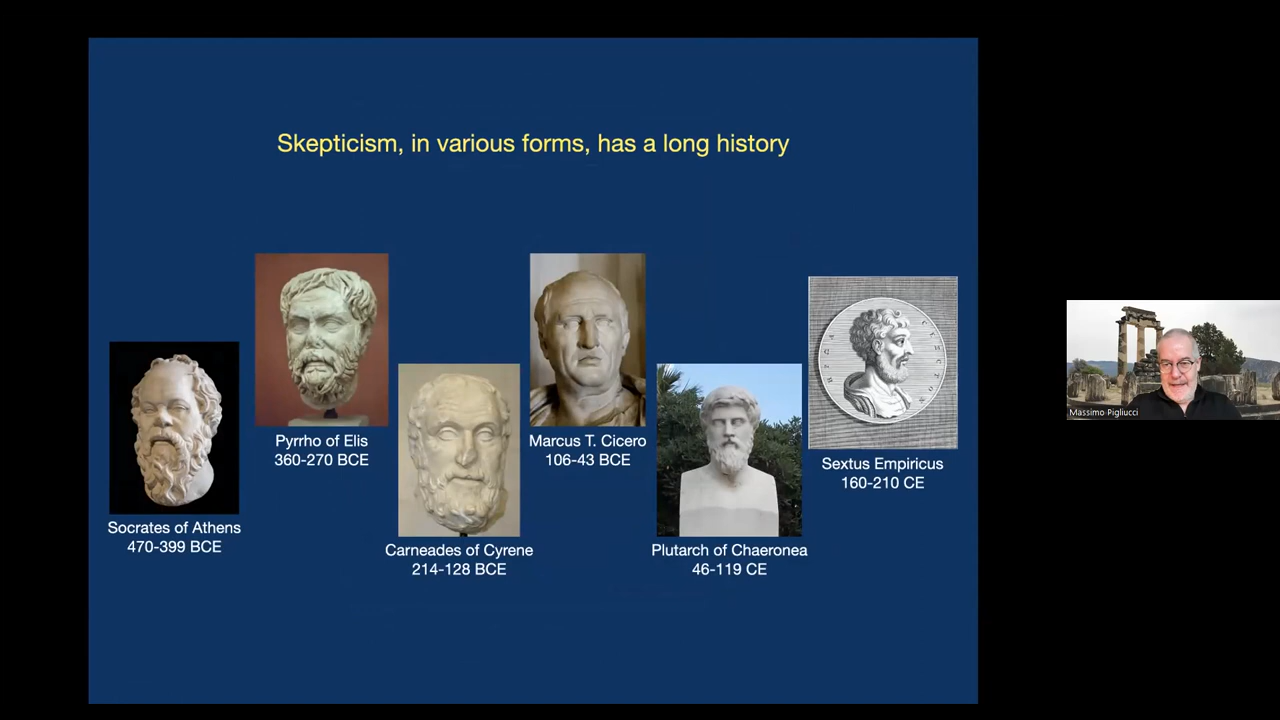 Skepticism, in various forms, has a long history
Socrates of Athens
470-399 BCE
Pyrrho of Elis
360-270 BCE
Carneades of Cyrene
214-128 BCE
Marcus T. Cicero
106-43 BCE
Plutarch of Chaeronea
46-119 CE
Sextus Empiricus
160-210 CE
Massimo Pigliucci